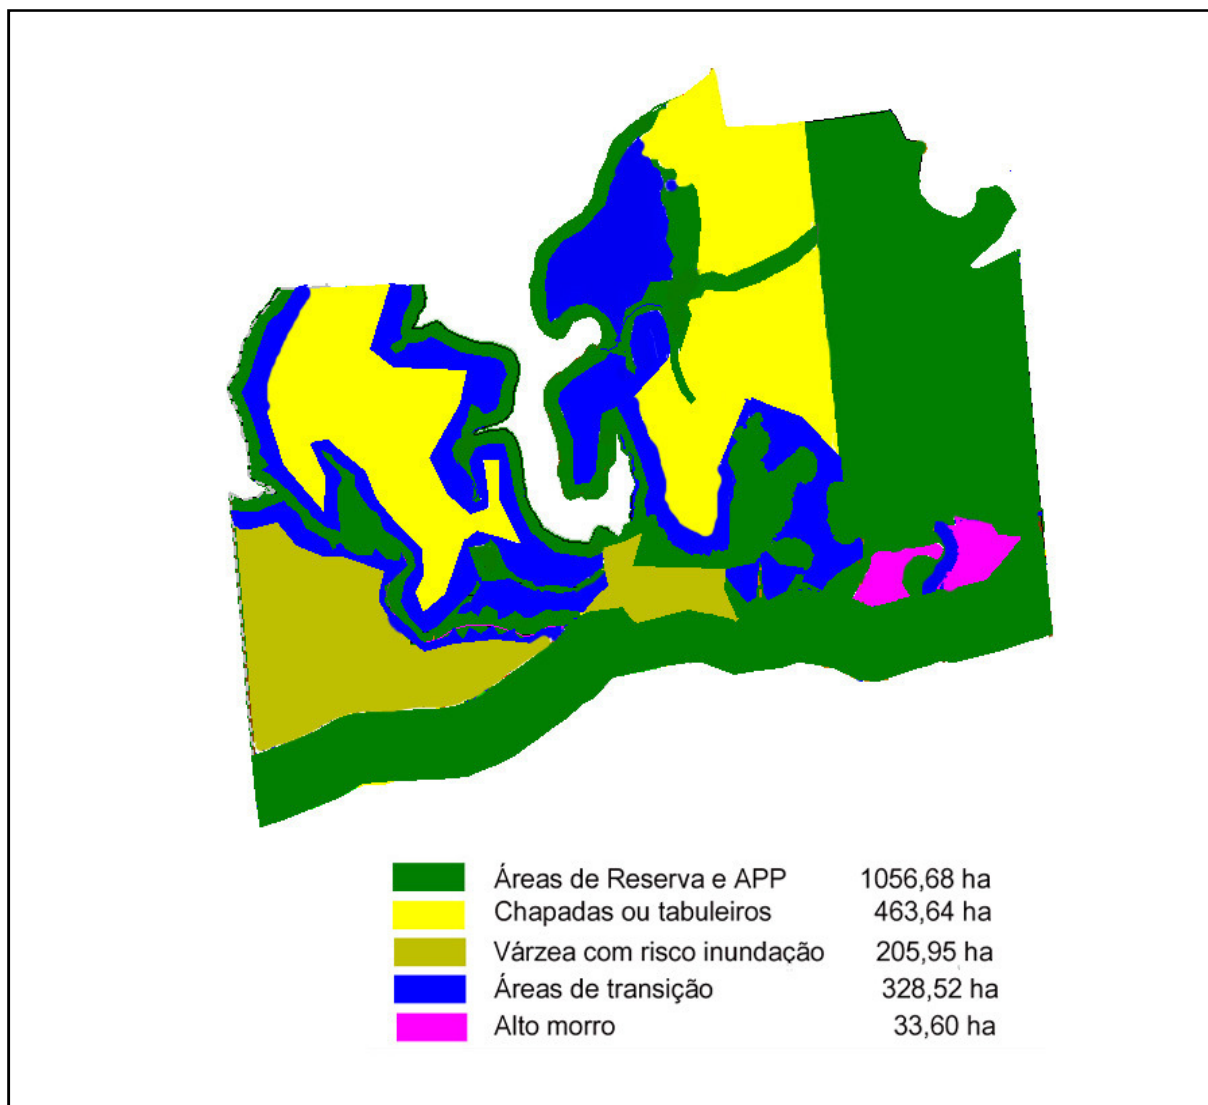 Áreas de Reserva e APP 1056,68 ha
Chapadas ou tabuleiros 463,64 ha
Várzea com risco inundação 205,95 ha
Áreas de transição 328,52 ha
Alto morro 33,60 ha